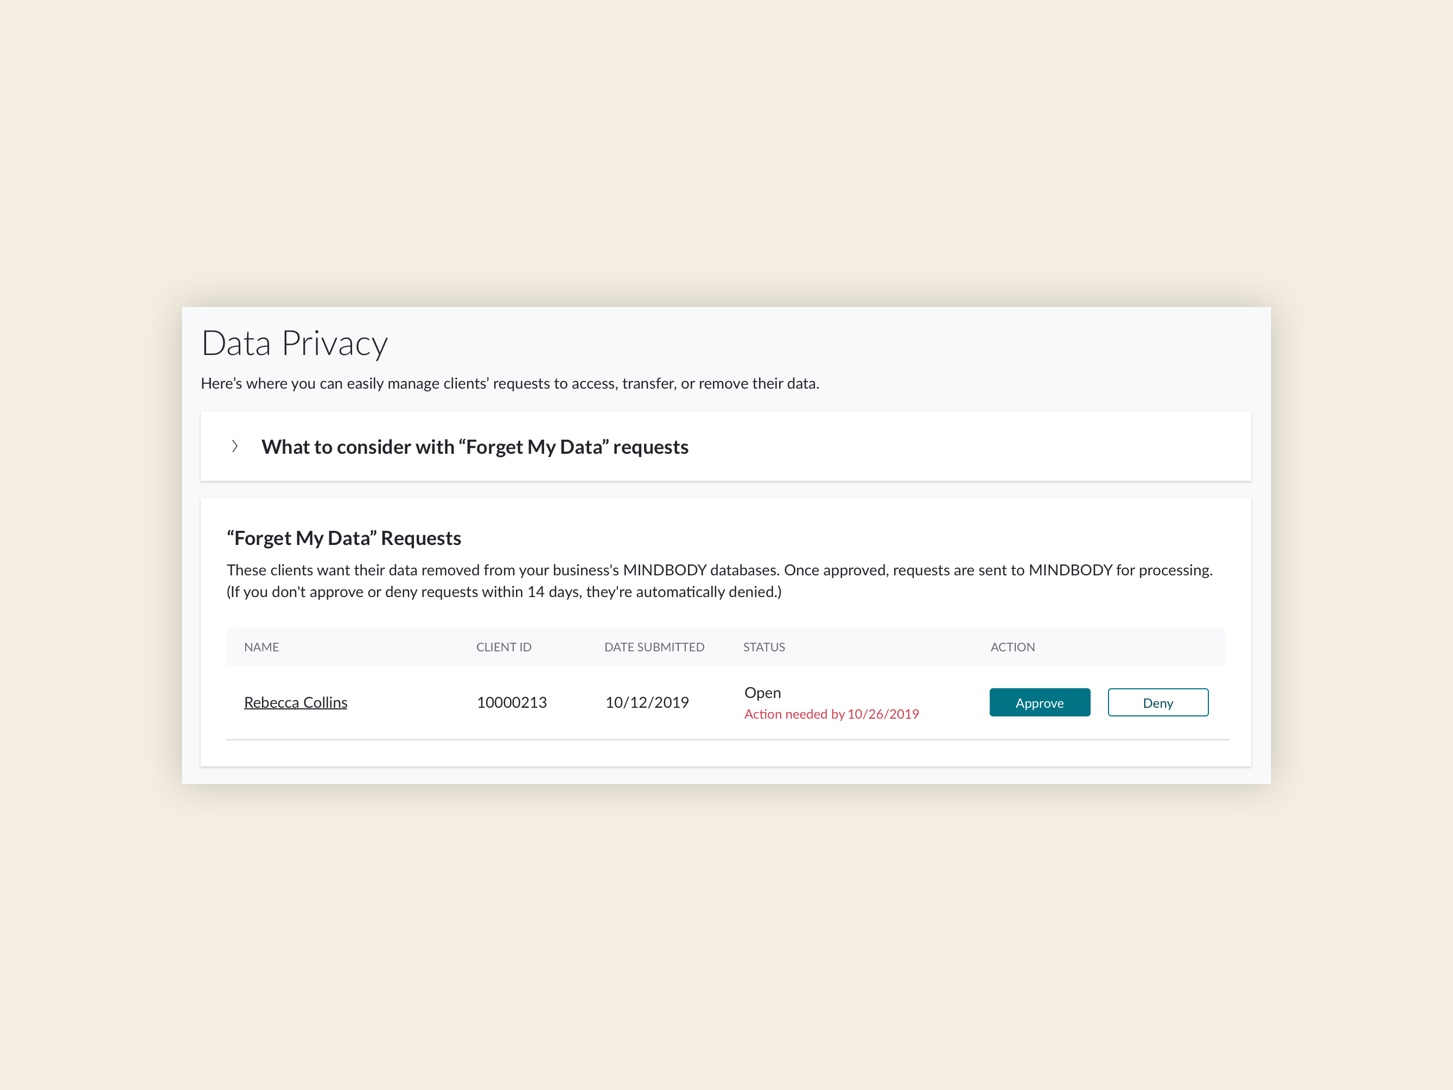 Data Privacy
Here’s where you can easily manage clients’ requests to access, transfer, or remove their data.
What to consider with “Forget My Data” requests
“Forget My Data” Requests
These clients want their data removed from your business's MINDBODY databases. Once approved, requests are sent to MINDBODY for processing.
(If you don't approve or deny requests within 14 days, they're automatically denied.)
NAME CLIENT ID DATE SUBMITTED STATUS ACTION
Rebecca Collins 10000213 10/12/2019 Open Approve Deny
Action needed by 10/26/2019